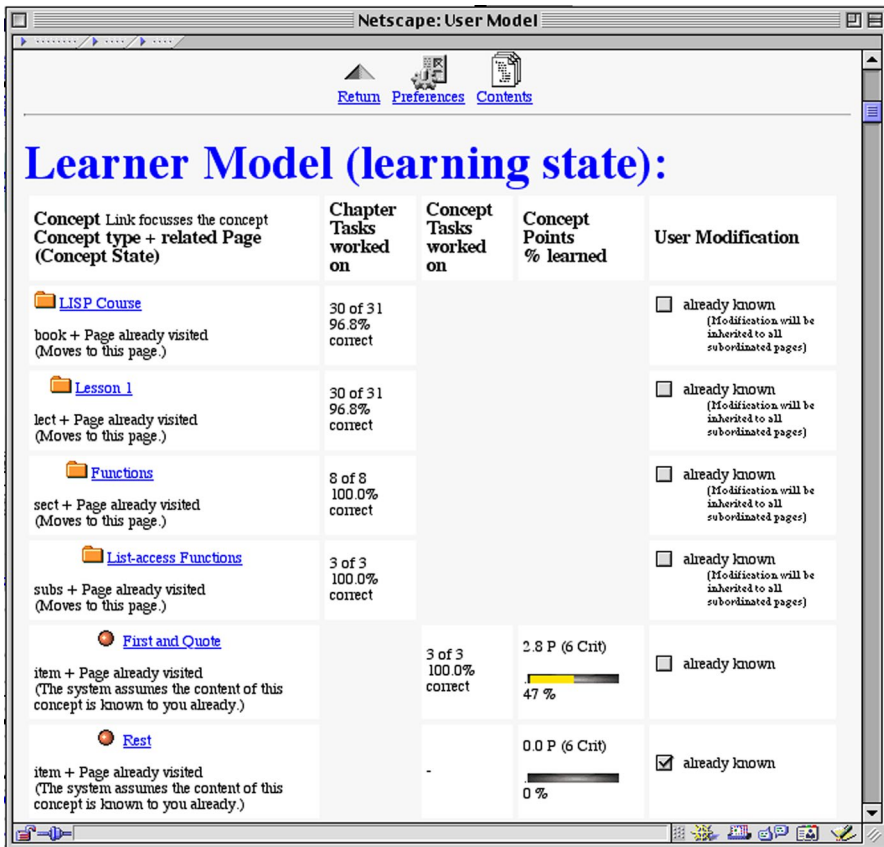 Netscape: User Model
Return Preferences Contents
Learner Model (learning state):
Concept Link focusses the concept
Concept type + related Page
(Concept State)
Chapter
Tasks
worked
on
Concept
Tasks
worked
on
Concept
Points
% learned
User Modification
LISP Course
book + Page already visited
(Moves to this page.)
30 of 31
96.8%
correct
already known
(Modification will be
inherited to all
subordinated pages)
Lesson 1
lect + Page already visited
(Moves to this page.)
30 of 31
96.8%
correct
already known
(Modification will be
inherited to all
subordinated pages)
Functions
sect + Page already visited
(Moves to this page.)
8 of 8
100.0%
correct
already known
(Modification will be
inherited to all
subordinated pages)
List-access Functions
subs + Page already visited
(Moves to this page.)
3 of 3
100.0%
correct
already known
(Modification will be
inherited to all
subordinated pages)
First and Quote
item + Page already visited
(The system assumes the content of this
concept is known to you already.)
3 of 3
100.0%
correct
2.8 P (6 Crit)
47 %
already known
Rest
item + Page already visited
(The system assumes the content of this
concept is known to you already.)
-
0.0 P (6 Crit)
0 %
already known